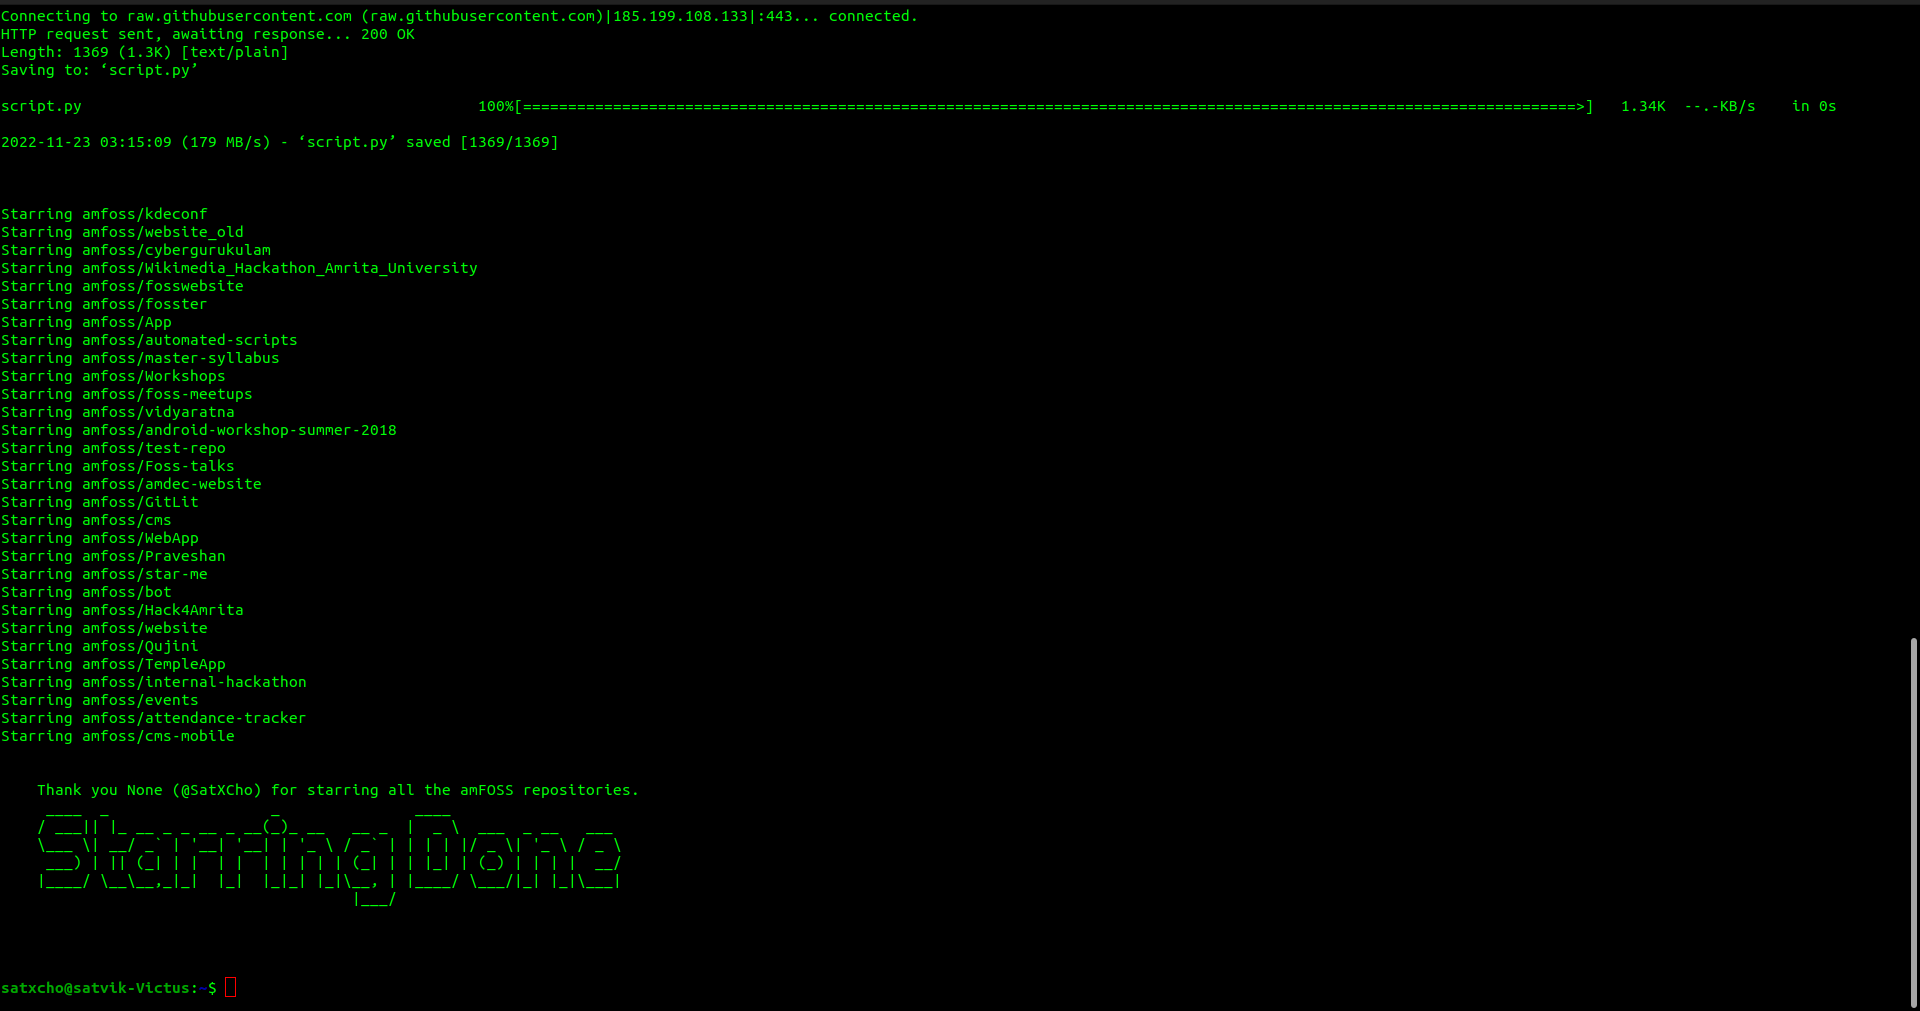 Connecting to raw.githubusercontent.com (raw.githubusercontent.com)|185.199.108.133|:443... connected.
HTTP request sent, awaiting response... 200 OK
Length: 1369 (1.3K) [text/plain]
Saving to: ‘script.py’
script.py 100%[=====================================================================================================================>] 1.34K --.-KB/s in 0s
2022-11-23 03:15:09 (179 MB/s) - ‘script.py’ saved [1369/1369]
Starring amfoss/kdeconf
Starring amfoss/website_old
Starring amfoss/cybergurukulam
Starring amfoss/Wikimedia_Hackathon_Amrita_University
Starring amfoss/fosswebsite
Starring amfoss/fosster
Starring amfoss/App
Starring amfoss/automated-scripts
Starring amfoss/master-syllabus
Starring amfoss/Workshops
Starring amfoss/foss-meetups
Starring amfoss/vidyaratna
Starring amfoss/android-workshop-summer-2018
Starring amfoss/test-repo
Starring amfoss/Foss-talks
Starring amfoss/amdec-website
Starring amfoss/GitLit
Starring amfoss/cms
Starring amfoss/WebApp
Starring amfoss/Praveshan
Starring amfoss/star-me
Starring amfoss/bot
Starring amfoss/Hack4Amrita
Starring amfoss/website
Starring amfoss/Qujini
Starring amfoss/TempleApp
Starring amfoss/internal-hackathon
Starring amfoss/events
Starring amfoss/attendance-tracker
Starring amfoss/cms-mobile
Thank you None (@SatXCho) for starring all the amFOSS repositories.
Starring Done
satxcho@satvik-Victus:~$